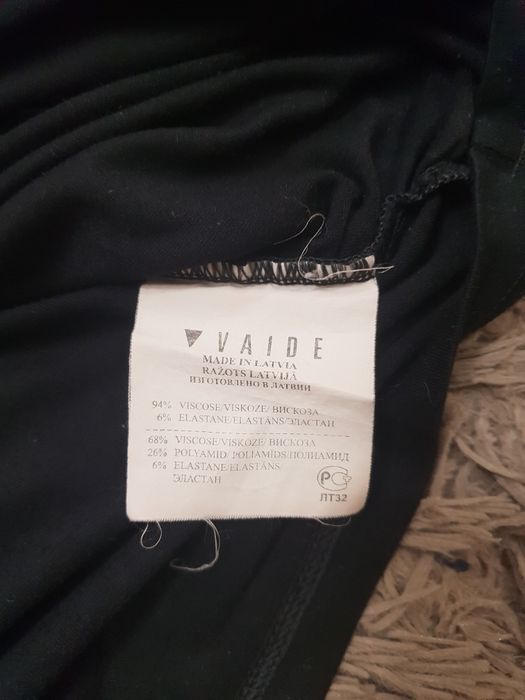 VAIDE
MADE IN LATVIA
RAŽOTS LATVIJĀ
ИЗГОТОВЛЕНО В ЛАТВИИ
94% VISCOSE/VISKOZE/ ВИСКОЗА
6% ELASTANE/ELASTĀNS/ЭЛАСТАН
68% VISCOSE/VISKOZE/ ВИСКОЗА
26% POLYAMID/ POLIAMĪDS/ПОЛИАМИД
6% ELASTANE/ELASTĀNS/
ЭЛАСТАН
РС
ЛТ32